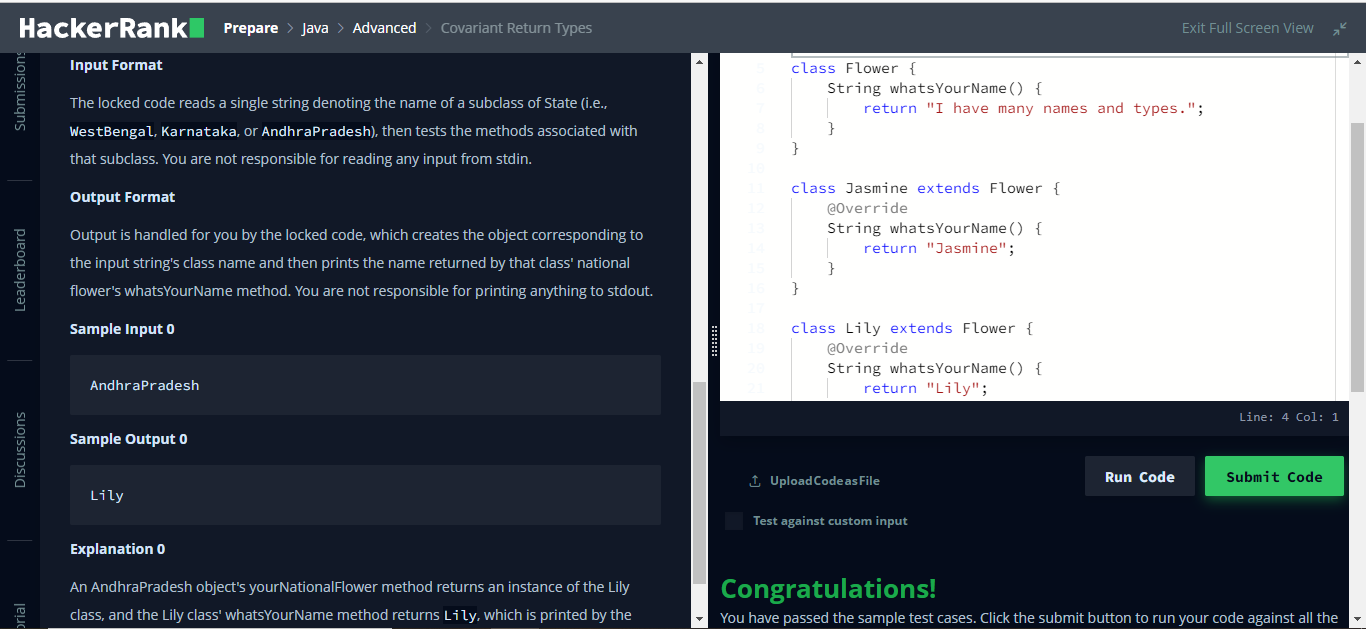 HackerRank Prepare > Java > Advanced > Covariant Return Types Exit Full Screen View
Submissions
Leaderboard
Discussions
Input Format
The locked code reads a single string denoting the name of a subclass of State (i.e.,
WestBengal, Karnataka, or AndhraPradesh), then tests the methods associated with
that subclass. You are not responsible for reading any input from stdin.
Output Format
Output is handled for you by the locked code, which creates the object corresponding to
the input string's class name and then prints the name returned by that class' national
flower's whatsYourName method. You are not responsible for printing anything to stdout.
Sample Input 0
AndhraPradesh
Sample Output 0
Lily
Explanation 0
An AndhraPradesh object's yourNationalFlower method returns an instance of the Lily
class, and the Lily class' whatsYourName method returns Lily, which is printed by the
5 class Flower {
6 String whatsYourName() {
7 return "I have many names and types.";
8 }
9 }
10
11 class Jasmine extends Flower {
12 @Override
13 String whatsYourName() {
14 return "Jasmine";
15 }
16 }
17
18 class Lily extends Flower {
19 @Override
20 String whatsYourName() {
21 return "Lily";
Line: 4 Col: 1
UploadCodeasFile
Run Code
Submit Code
Test against custom input
Congratulations!
You have passed the sample test cases. Click the submit button to run your code against all the